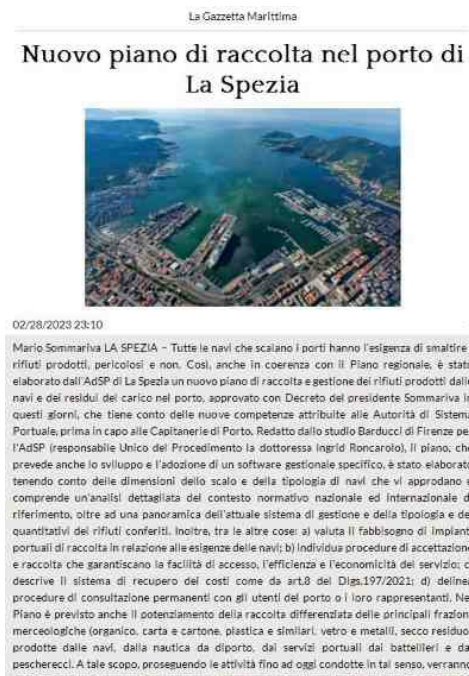 La Gazzetta Marittima
Nuovo piano di raccolta nel porto di
La Spezia
02/28/2023 23:10
Mario Sommariva LA SPEZIA – Tutte le navi che scalano i porti hanno l'esigenza di smaltire
rifiuti prodotti, pericolosi e non. Così, anche in coerenza con il Piano regionale, è stato
elaborato dall'AdSP di La Spezia un nuovo piano di raccolta e gestione dei rifiuti prodotti dalle
navi e dei residui del carico nel porto, approvato con Decreto del presidente Sommariva in
questi giorni, che tiene conto delle nuove competenze attribuite alle Autorità di Sistema
Portuale, prima in capo alle Capitanerie di Porto. Redatto dallo studio Barducci di Firenze per
l'AdSP (responsabile Unico del Procedimento la dottoressa Ingrid Roncarolo), il piano, che
prevede anche lo sviluppo e l'adozione di un software gestionale specifico, è stato elaborato
tenendo conto delle dimensioni dello scalo e della tipologia di navi che vi approdano e
comprende un'analisi dettagliata del contesto normativo nazionale ed internazionale d
riferimento, oltre ad una panoramica dell'attuale sistema di gestione e della tipologia e de
quantitativi dei rifiuti conferiti. Inoltre, tra le altre cose: a) valuta il fabbisogno di impianti
portuali di raccolta in relazione alle esigenze delle navi; b) individua procedure di accettazione
e raccolta che garantiscano la facilità di accesso, l'efficienza e l'economicità del servizio; c
descrive il sistema di recupero dei costi come da art.8 del Dlgs.197/2021; d) delinea
procedure di consultazione permanenti con gli utenti del porto o i loro rappresentanti. Ne
Piano è previsto anche il potenziamento della raccolta differenziata delle principali frazioni
merceologiche (organico, carta e cartone, plastica e similari, vetro e metalli, secco residuo
prodotte dalle navi, dalla nautica da diporto, dai servizi portuali dai battellieri e da
pescherecci. A tale scopo, proseguendo le attività fino ad oggi condotte in tal senso, verranno